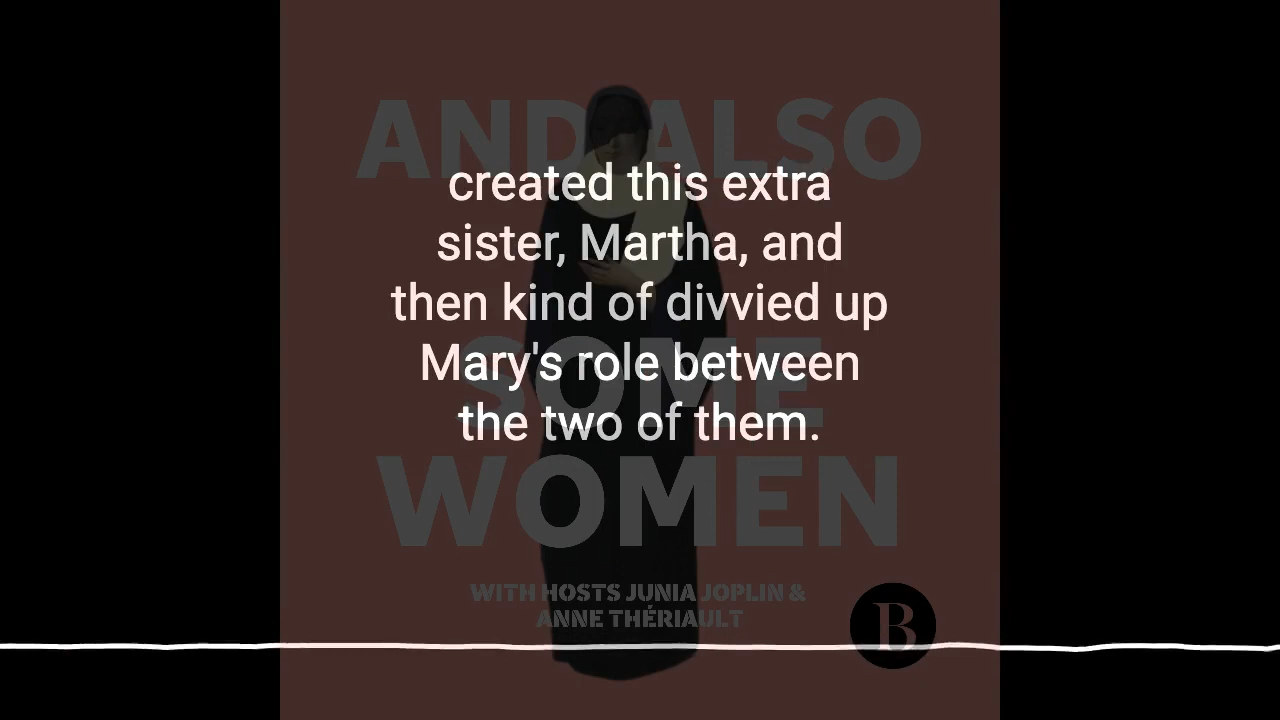 AND ALSO
created this extra
sister, Martha, and
then kind of divvied up
SOME
Mary's role between
the two of them.
WOMEN
WITH HOSTS JUNIA JOPLIN &
ANNE THÉRIAULT
B